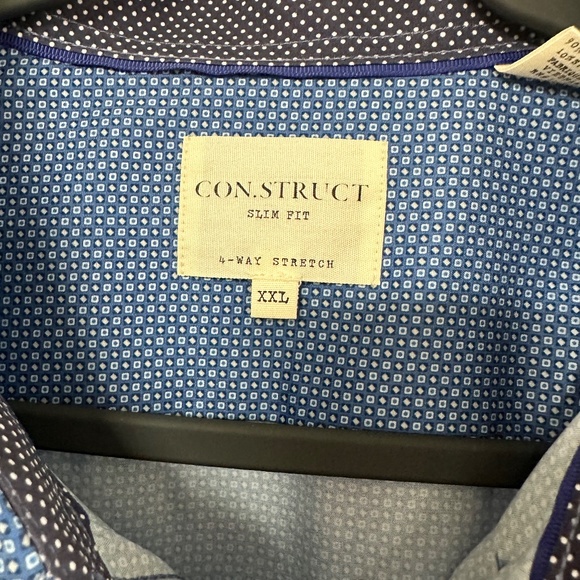 CON.STRUCT
SLIM FIT
4-WAY STRETCH
XXL